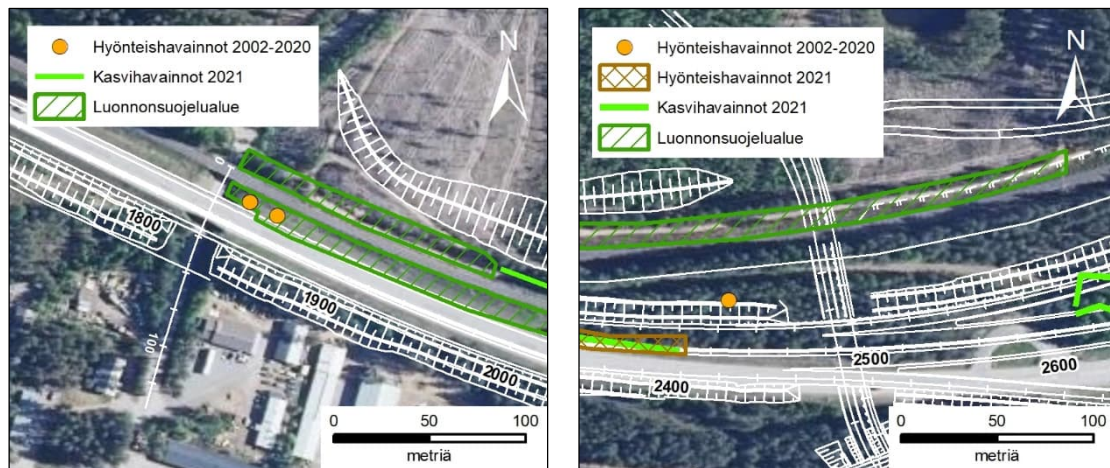 Hyönteishavainnot 2002-2020
Kasvihavainnot 2021
Luonnonsuojelualue
N
0
100
1800
1900
2000
0 50 100
metriä
Hyönteishavainnot 2002-2020
Hyönteishavainnot 2021
Kasvihavainnot 2021
Luonnonsuojelualue
N
2400
2500
2600
0 50 100
metriä